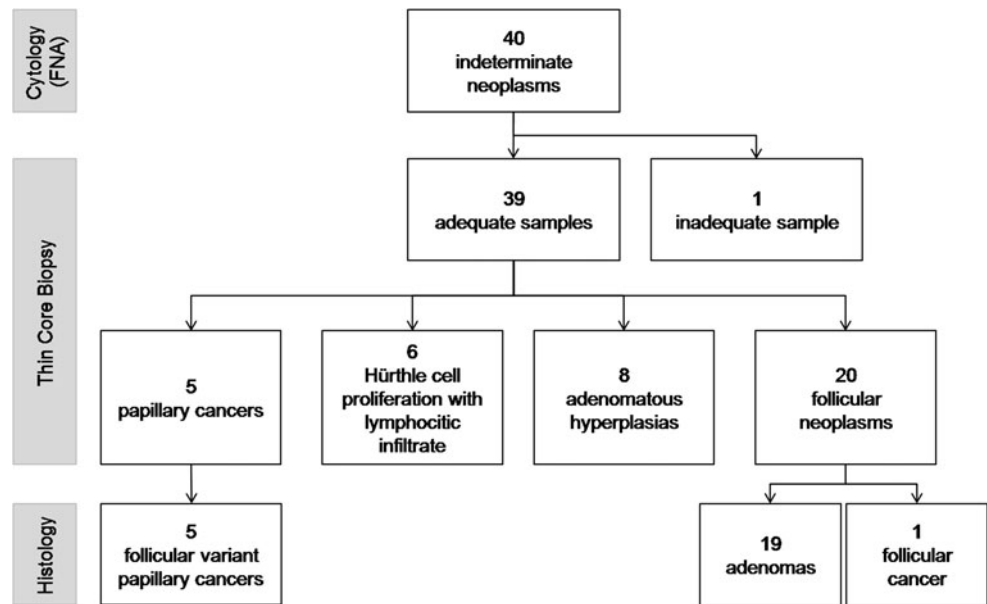 Cytology
(FNA)
40
indeterminate
neoplasms
Thin Core Biopsy
39
adequate samples
1
inadequate sample
5
papillary cancers
6
Hürthle cell
proliferation with
lymphocitic
infiltrate
8
adenomatous
hyperplasias
20
follicular
neoplasms
Histology
5
follicular variant
papillary cancers
19
adenomas
1
follicular
cancer